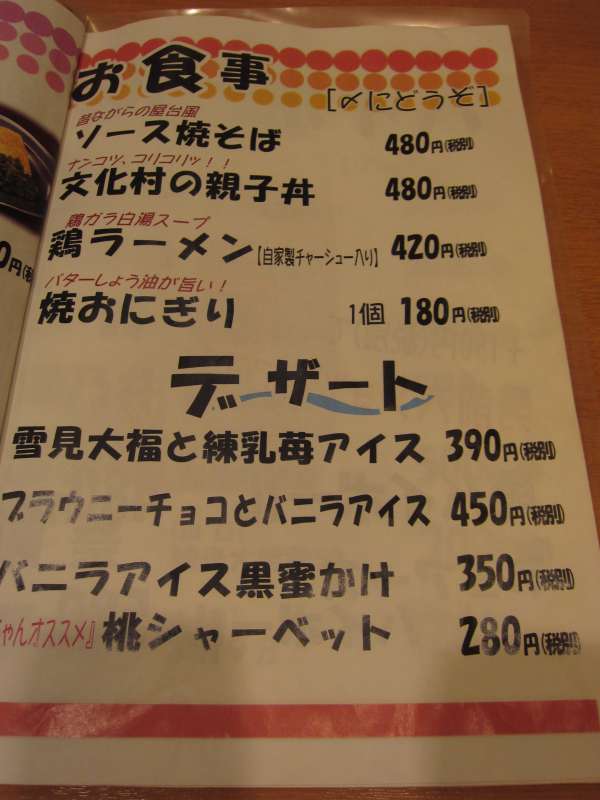 お食事
[〆にどうぞ]
昔ながらの屋台風
ソース焼そば 480円(税別)
ナンコツ、コリコリッ!!
文化村の親子丼 480円(税別)
鶏ガラ白湯スープ
鶏ラーメン【自家製チャーシュー入り】 420円(税別)
バターしょう油が旨い!
焼おにぎり 1個 180円(税別)
デザート
雪見大福と練乳苺アイス 390円(税別)
ブラウニーチョコとバニラアイス 450円(税別)
バニラアイス黒蜜かけ 350円(税別)
ちゃんオススメ』桃シャーベット 280円(税別)
0円(税